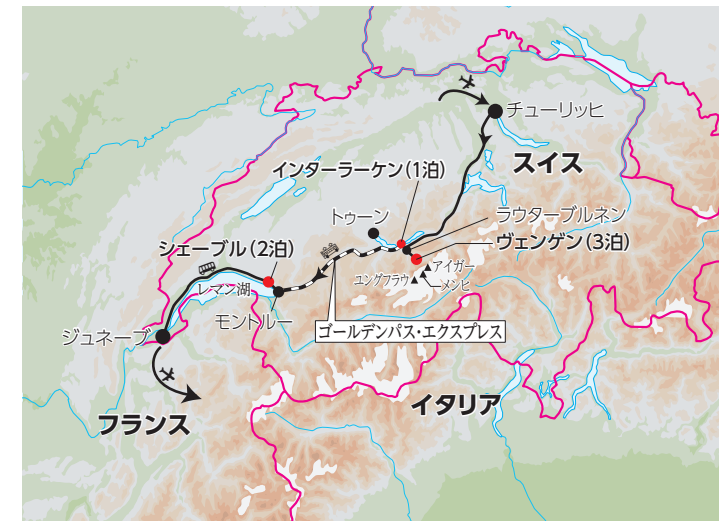 チューリッヒ
スイス
インターラーケン(1泊)
トゥーン
ラウターブルネン
シェーブル(2泊)
ヴェンゲン(3泊)
アイガー
ユングフラウ
メンヒ
レマン湖
モントルー
ゴールデンパス・エクスプレス
ジュネーブ
イタリア
フランス